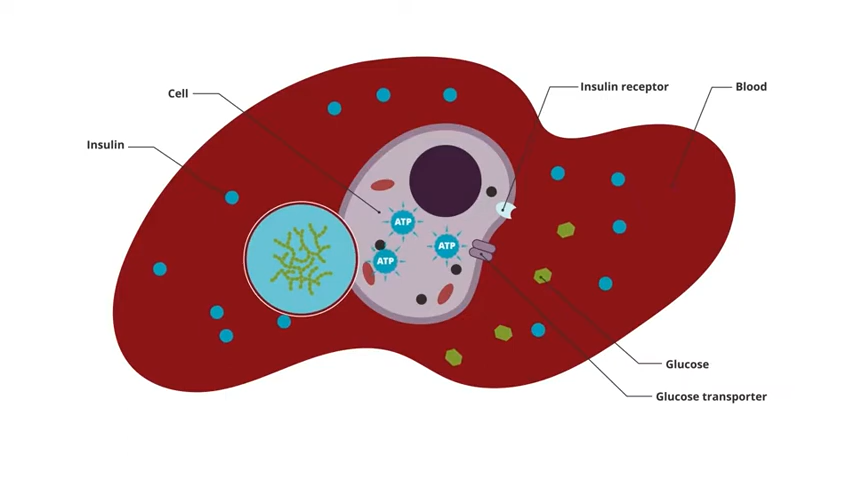 Cell
Insulin receptor
Blood
Insulin
ATP
ATP
ATP
Glucose
Glucose transporter